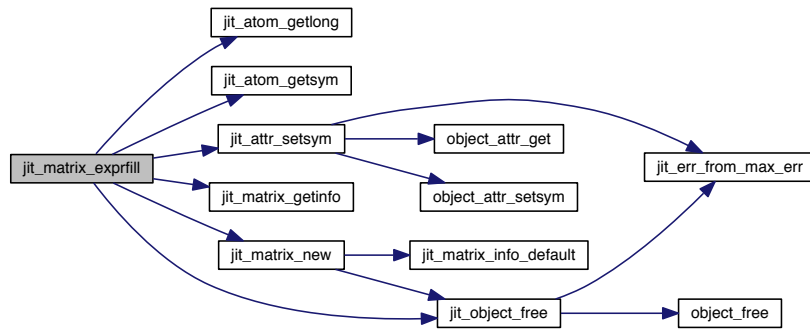 jit_atom_getlong
jit_atom_getsym
jit_attr_setsym
object_attr_get
jit_err_from_max_err
jit_matrix_exprfill
jit_matrix_getinfo
object_attr_setsym
jit_matrix_new
jit_matrix_info_default
jit_object_free
object_free